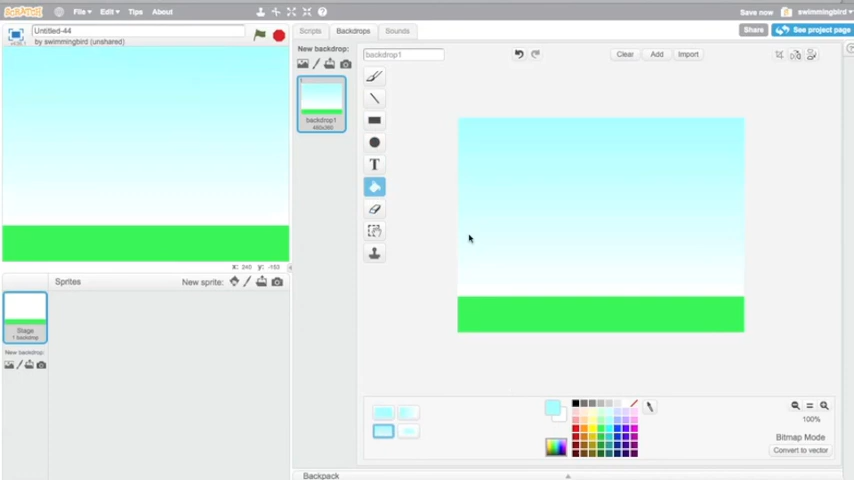 SCRATCH File Edit Tips About Save now swimmingbird
Untitled-44
by swimmingbird (unshared)
Scripts Backdrops Sounds
Share See project page
New backdrop:
1
backdrop1
480x360
backdrop1
Clear Add Import
T
X: 240 y: -153
Sprites New sprite:
Stage
1 backdrop
New backdrop:
100%
Bitmap Mode
Convert to vector
Backpack